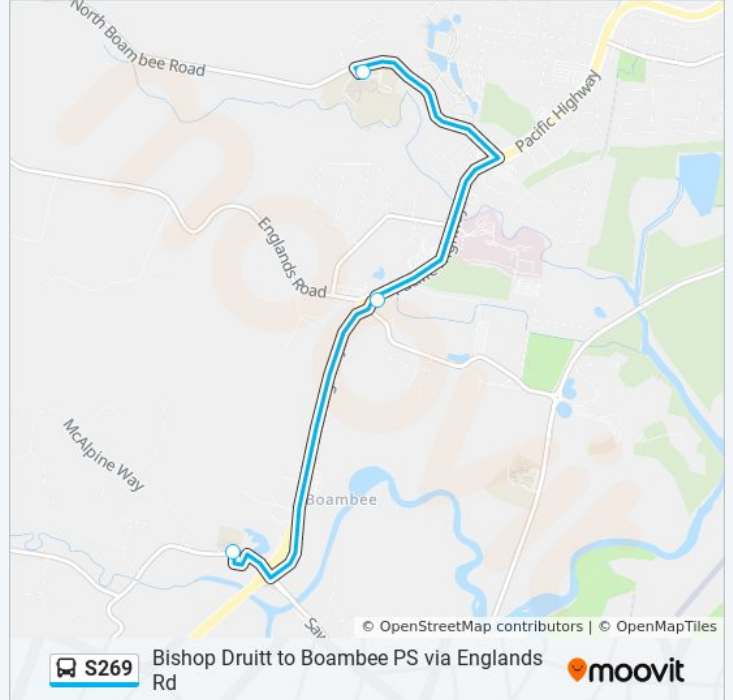 North Boambee Road
Pacific Highway
Englands Road
McAlpine Way
Boambee
moovit
© OpenStreetMap contributors | © OpenMapTiles
S269
Bishop Druitt to Boambee PS via Englands
Rd
moovit